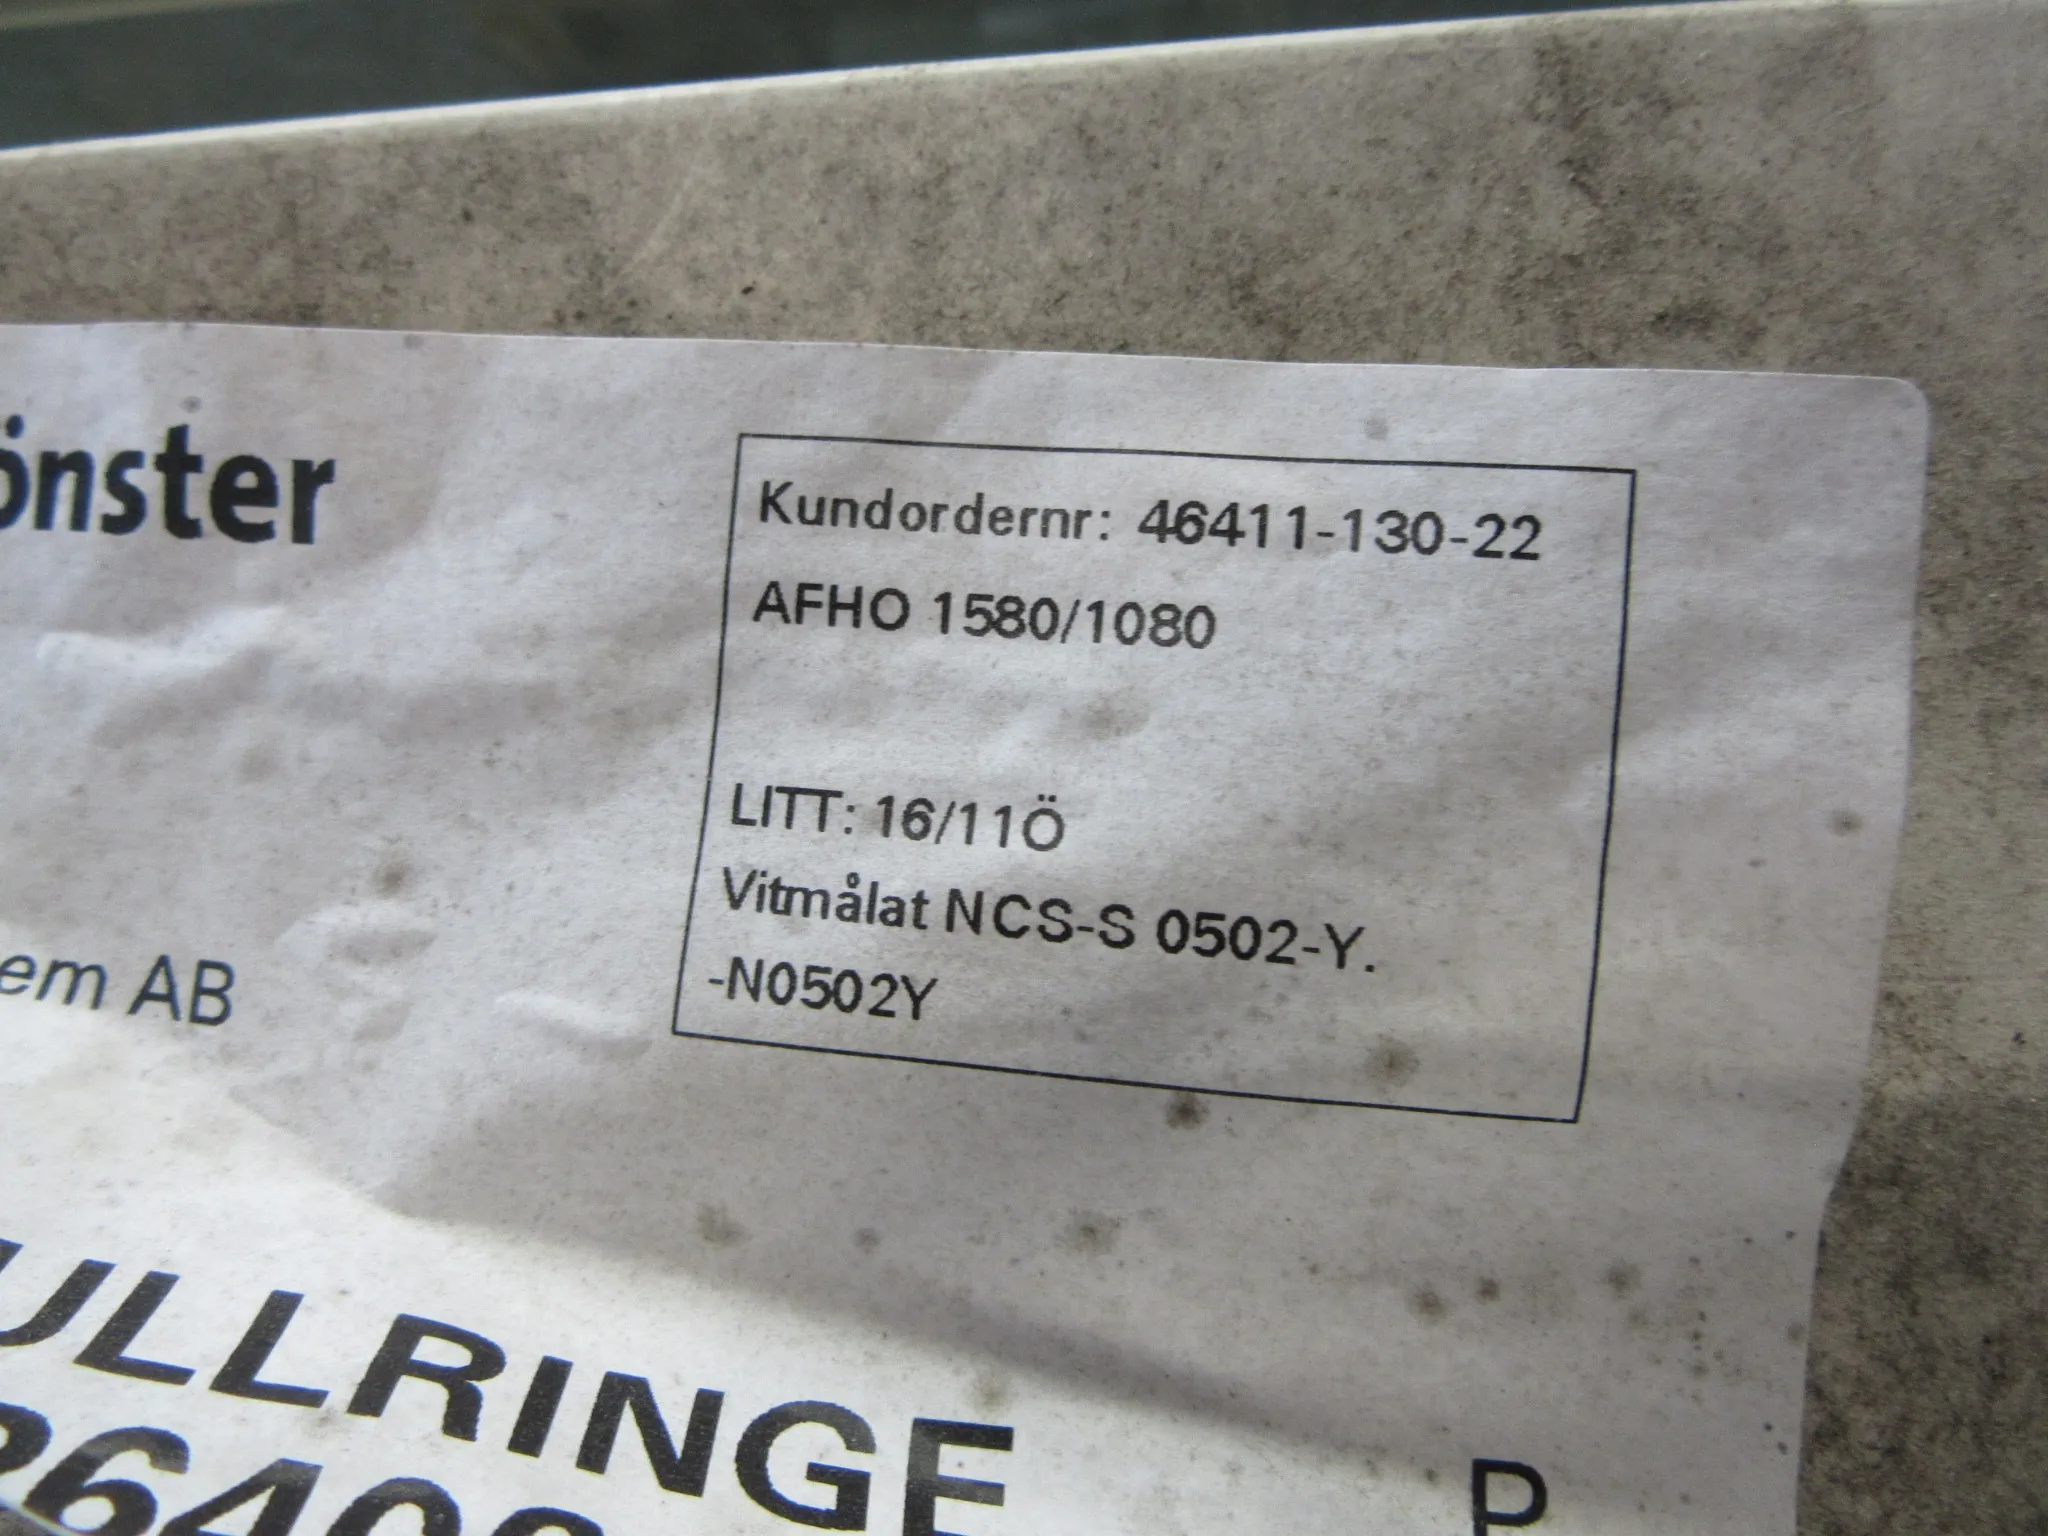 önster
Kundordernr: 46411-130-22
AFHO 1580/1080
LITT: 16/11Ö
Vitmålat NCS-S 0502-Y.
-N0502Y
em AB
ULLRINGE
P